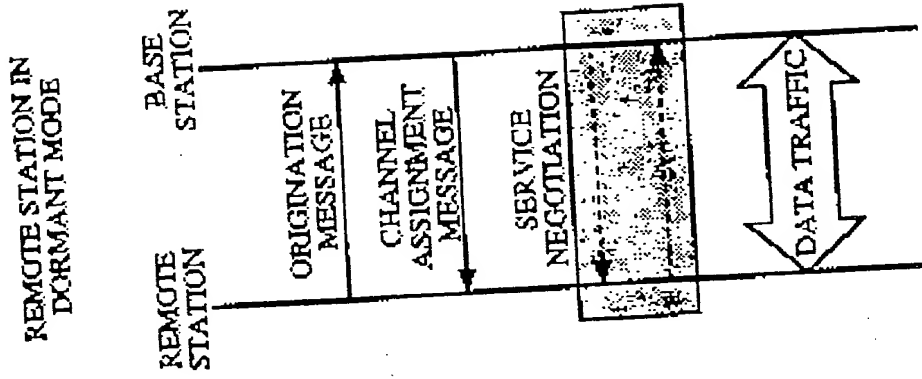 REMOTE STATION IN
DORMANT MODE
REMOTE
STATION
BASE
STATION
ORIGINATION
MESSAGE
CHANNEL
ASSIGNMENT
MESSAGE
SERVICE
NEGOTIATION
DATA TRAFFIC